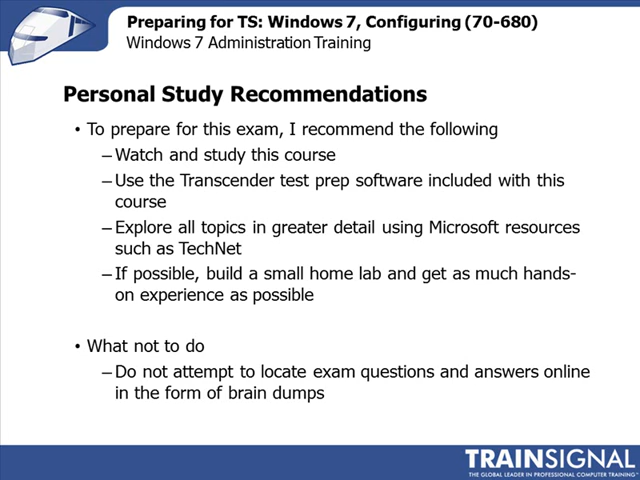 Preparing for TS: Windows 7, Configuring (70-680)
Windows 7 Administration Training
Personal Study Recommendations
• To prepare for this exam, I recommend the following
– Watch and study this course
– Use the Transcender test prep software included with this
course
– Explore all topics in greater detail using Microsoft resources
such as TechNet
– If possible, build a small home lab and get as much hands-
on experience as possible
• What not to do
– Do not attempt to locate exam questions and answers online
in the form of brain dumps
TRAINSIGNAL
THE GLOBAL LEADER IN PROFESSIONAL COMPUTER TRAINING™